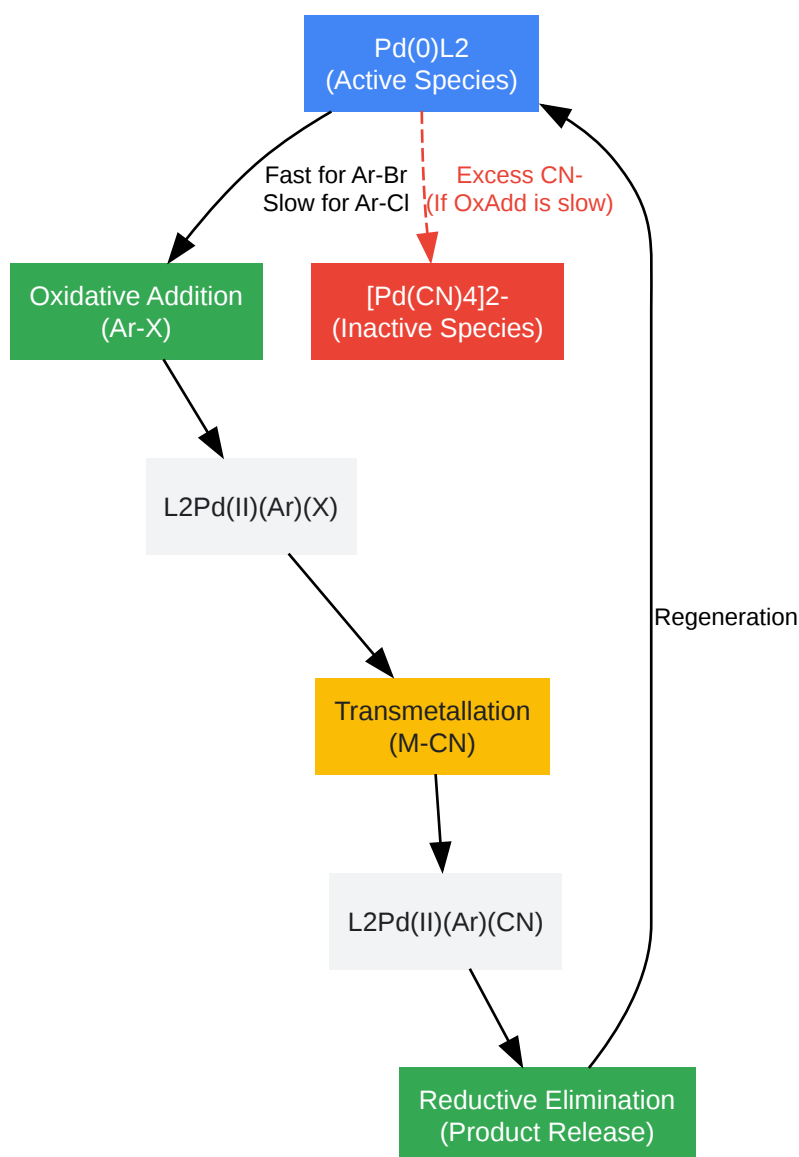 Pd(0)L2
(Active Species)
Fast for Ar-Br
Slow for Ar-Cl
Excess CN-
(If OxAdd is slow)
Oxidative Addition
(Ar-X)
[Pd(CN)4]2-
(Inactive Species)
L2Pd(II)(Ar)(X)
Regeneration
Transmetallation
(M-CN)
L2Pd(II)(Ar)(CN)
Reductive Elimination
(Product Release)